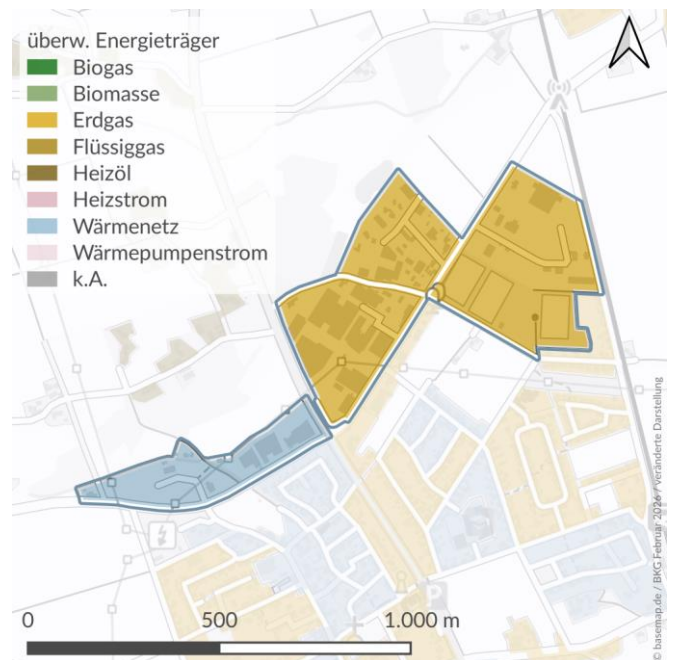 überw. Energieträger
Biogas
Biomasse
Erdgas
Flüssiggas
Heizöl
Heizstrom
Wärmenetz
Wärmepumpenstrom
k.A.
P
0 500 1.000 m
© basemap.de / BKG Februar 2026 / veränderte Darstellung